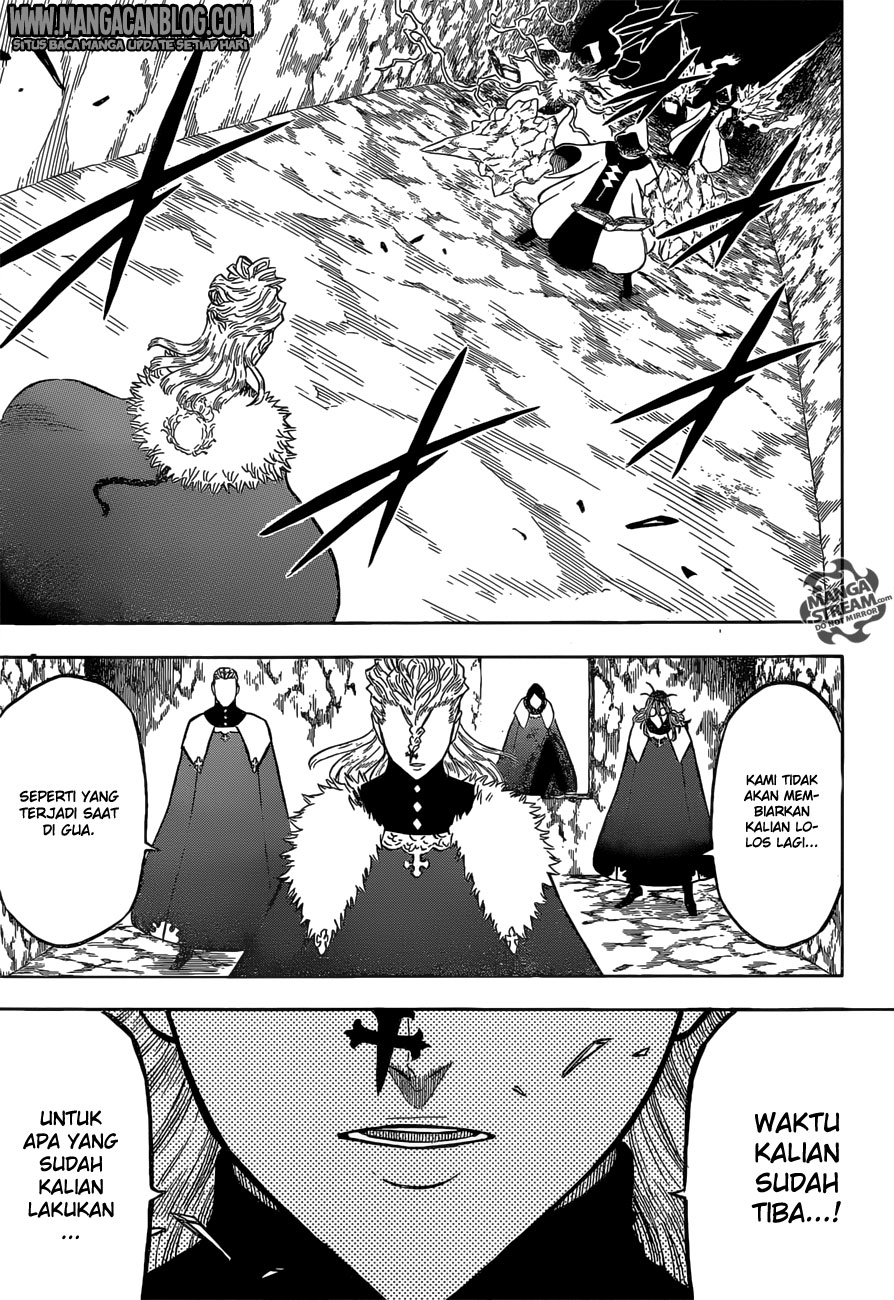 WWW.MANGACANBLOG.COM
SITUS BACA MANGA UPDATE SETIAP HARI
MANGA
STREAM.com
DO NOT MIRROR
KAMI TIDAK
AKAN MEM-
BIARKAN
KALIAN LO-
LOS LAGI...
SEPERTI YANG
TERJADI SAAT
DI GUA.
WAKTU
KALIAN
SUDAH
TIBA...!
UNTUK
APA YANG
SUDAH
KALIAN
LAKUKAN
...